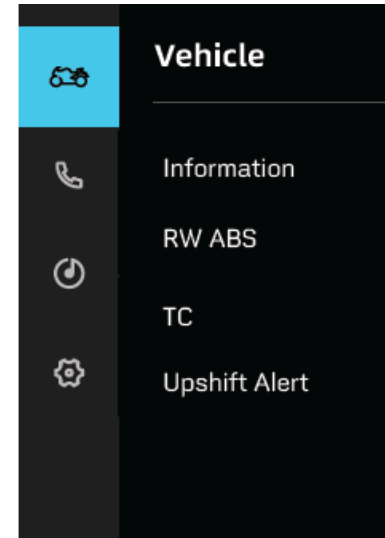 Vehicle
Information
RW ABS
TC
Upshift Alert